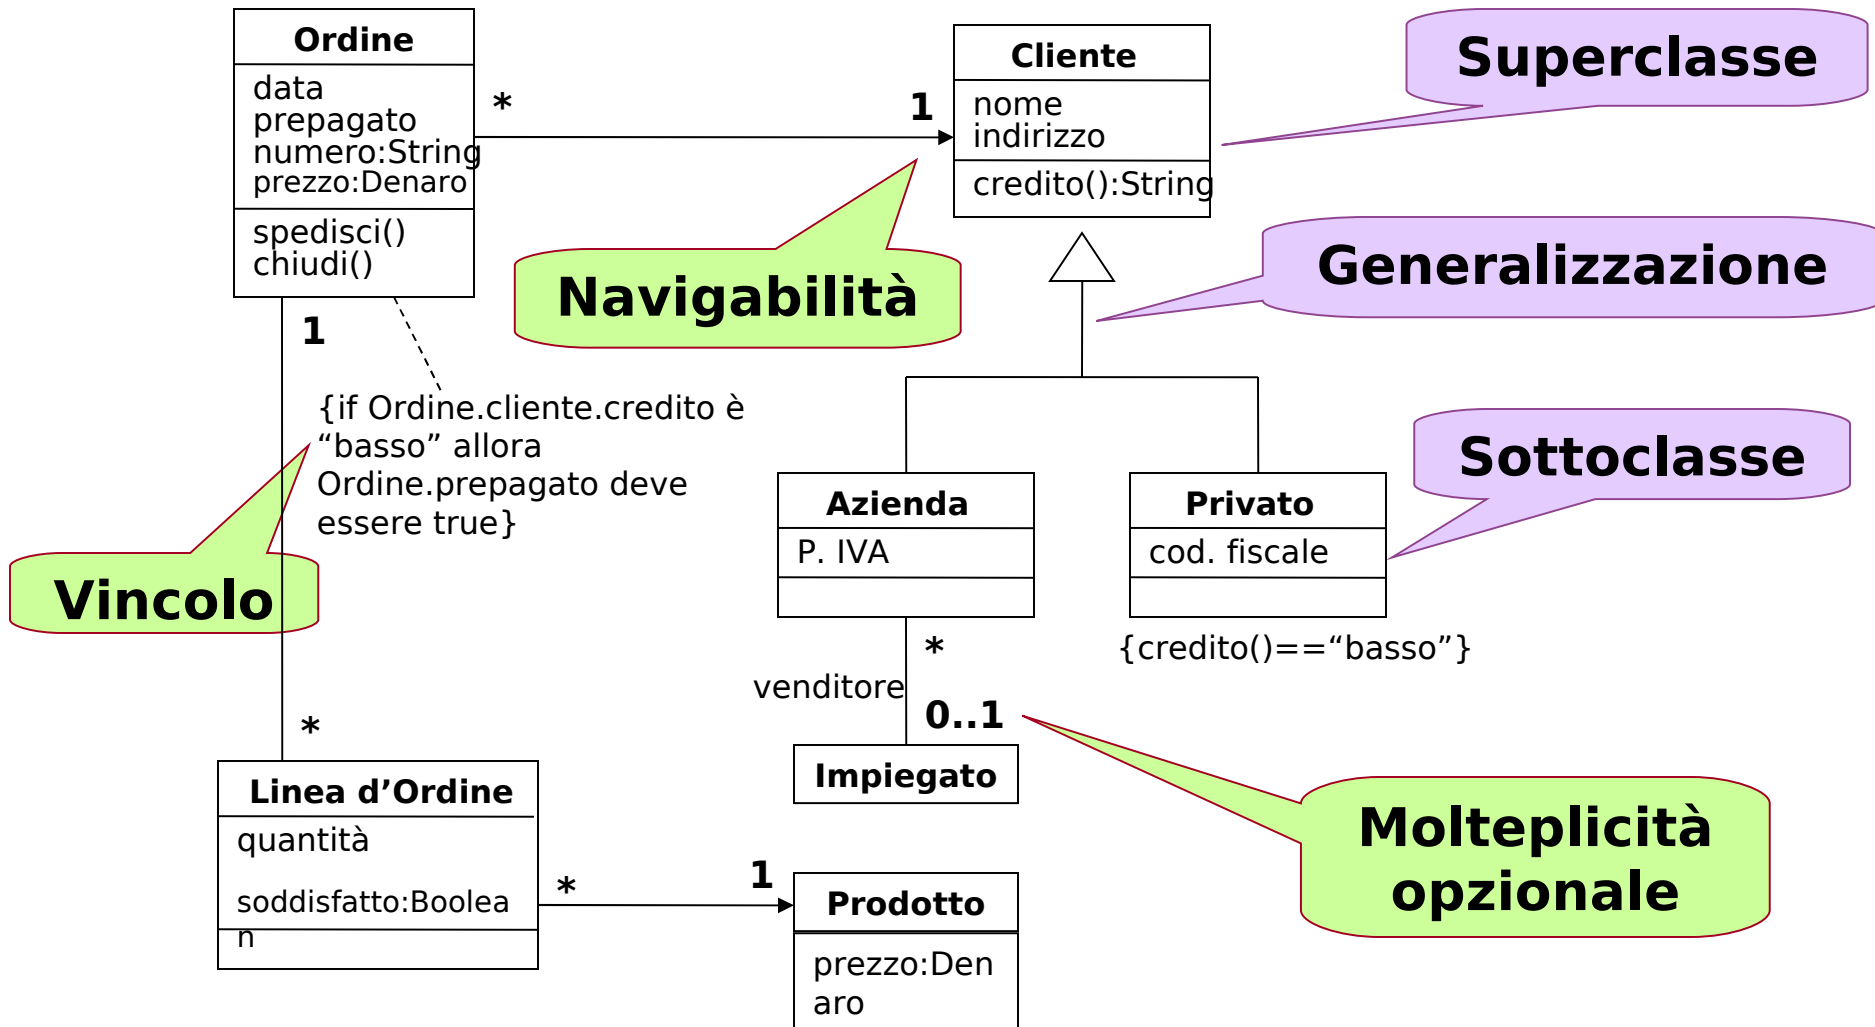 Ordine
data
prepagato
numero:String
prezzo:Denaro
spedisci()
chiudi()
*
1
Cliente
nome
indirizzo
credito():String
Superclasse
Navigabilità
Generalizzazione
1
{if Ordine.cliente.credito è
“basso” allora
Ordine.prepagato deve
essere true}
Vincolo
Sottoclasse
Azienda
P. IVA
Privato
cod. fiscale
{credito()==“basso”}
*
venditore
0..1
Impiegato
Molteplicità
opzionale
*
Linea d’Ordine
quantità
soddisfatto:Boolea
n
*
1
Prodotto
prezzo:Den
aro